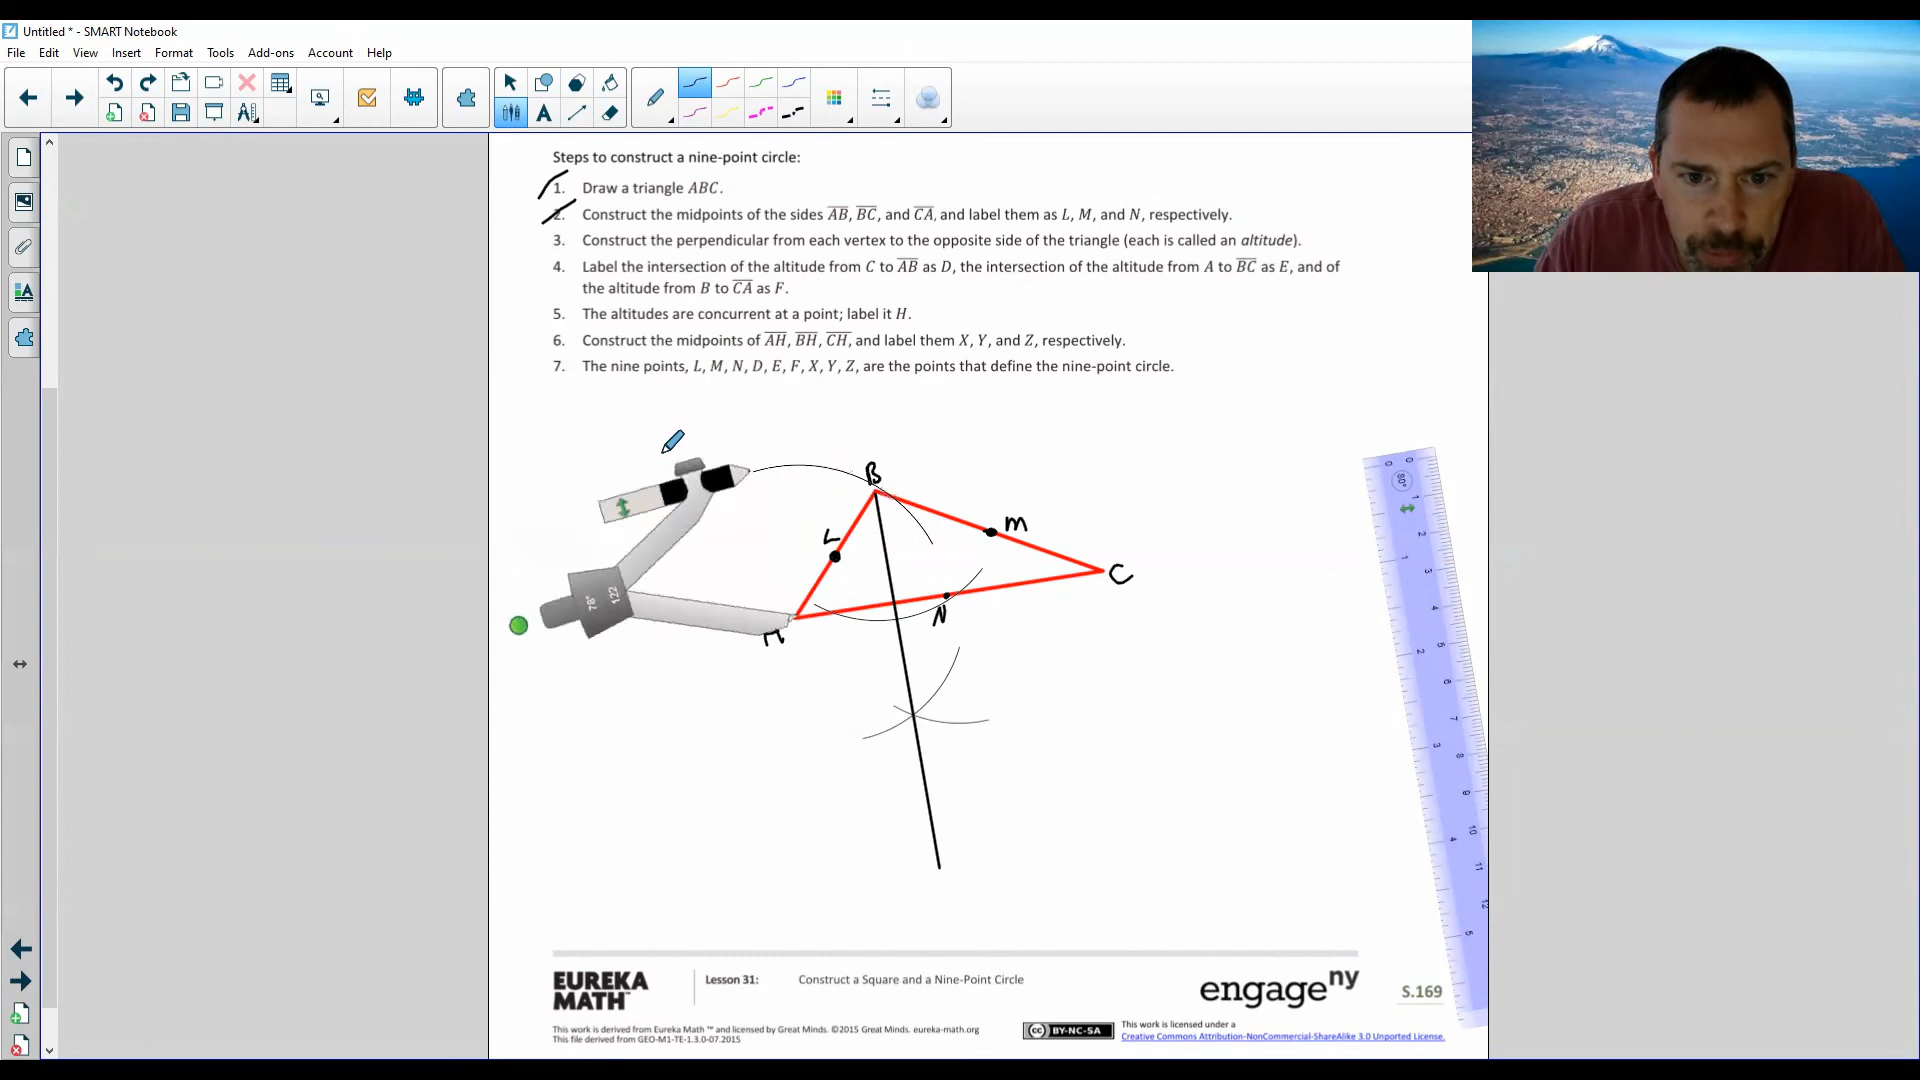 Untitled * - SMART Notebook
File Edit View Insert Format Tools Add-ons Account Help
Steps to construct a nine-point circle:
1. Draw a triangle ABC.
2. Construct the midpoints of the sides AB, BC, and CA, and label them as L, M, and N, respectively.
3. Construct the perpendicular from each vertex to the opposite side of the triangle (each is called an altitude).
4. Label the intersection of the altitude from C to AB as D, the intersection of the altitude from A to BC as E, and of
the altitude from B to CA as F.
5. The altitudes are concurrent at a point; label it H.
6. Construct the midpoints of AH, BH, CH, and label them X, Y, and Z, respectively.
7. The nine points, L, M, N, D, E, F, X, Y, Z, are the points that define the nine-point circle.
B
M
L
C
N
78° 122
80°
EUREKA
MATH™
Lesson 31: Construct a Square and a Nine-Point Circle
engage ny
S.169
This work is derived from Eureka Math ™ and licensed by Great Minds. ©2015 Great Minds. eureka-math.org
This file derived from GEO-M1-TE-1.3.0-07.2015
cc BY-NC-SA
This work is licensed under a
Creative Commons Attribution-NonCommercial-ShareAlike 3.0 Unported License.